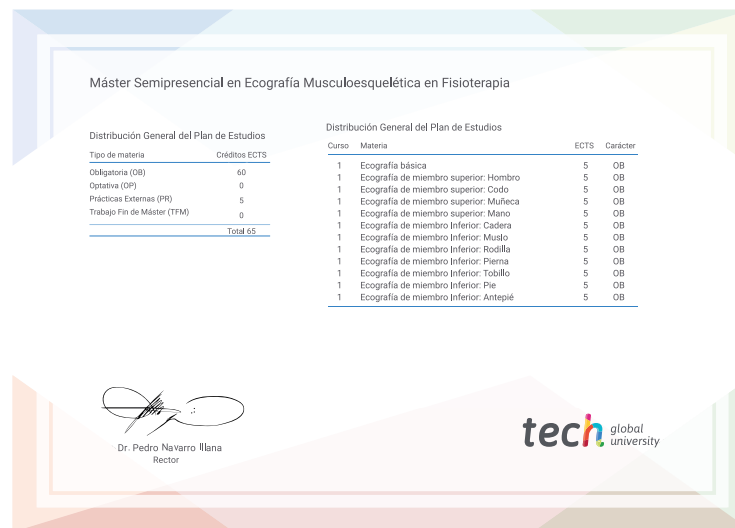 Máster Semipresencial en Ecografía Musculoesquelética en Fisioterapia
Distribución General del Plan de Estudios
Tipo de materia Créditos ECTS
Obligatoria (OB) 60
Optativa (OP) 0
Prácticas Externas (PR) 5
Trabajo Fin de Máster (TFM) 0
Total 65
Distribución General del Plan de Estudios
Curso Materia ECTS Carácter
1 Ecografía básica 5 OB
1 Ecografía de miembro superior: Hombro 5 OB
1 Ecografía de miembro superior: Codo 5 OB
1 Ecografía de miembro superior: Muñeca 5 OB
1 Ecografía de miembro superior: Mano 5 OB
1 Ecografía de miembro Inferior: Cadera 5 OB
1 Ecografía de miembro Inferior: Muslo 5 OB
1 Ecografía de miembro Inferior: Rodilla 5 OB
1 Ecografía de miembro Inferior: Pierna 5 OB
1 Ecografía de miembro Inferior: Tobillo 5 OB
1 Ecografía de miembro Inferior: Pie 5 OB
1 Ecografía de miembro Inferior: Antepié 5 OB
Dr. Pedro Navarro Illana
Rector
tech global
university